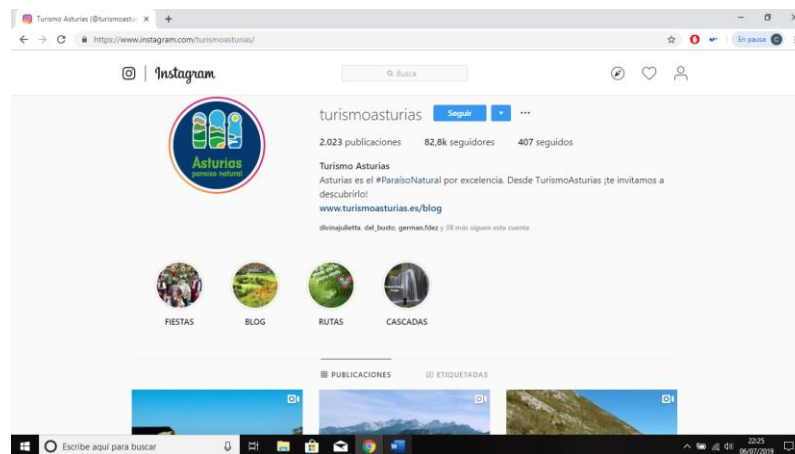 Turismo Asturias (@turismoastu
https://www.instagram.com/turismoasturias/
En pausa
G
Instagram
Busca
turismoasturias
Seguir
2.023 publicaciones 82,8k seguidores 407 seguidos
Turismo Asturias
Asturias es el #ParaísoNatural por excelencia. Desde TurismoAsturias ¡te invitamos a
descubrirlo!
www.turismoasturias.es/blog
divinajulietta, del_busto, german.fdez y 38 más siguen esta cuenta
Asturias
paraíso natural
FIESTAS BLOG RUTAS CASCADAS
PUBLICACIONES ETIQUETADAS
Escribe aquí para buscar
22:25
06/07/2019